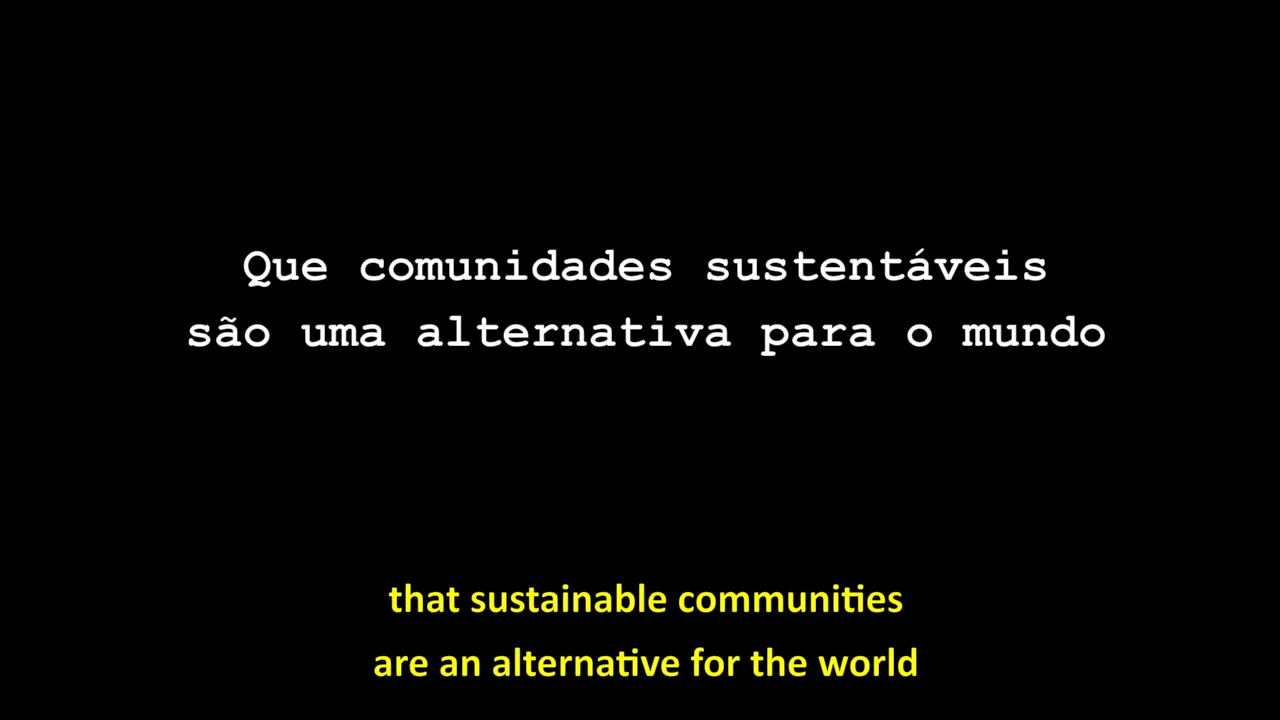 Que comunidades sustentáveis
são uma alternativa para o mundo
that sustainable communities
are an alternative for the world